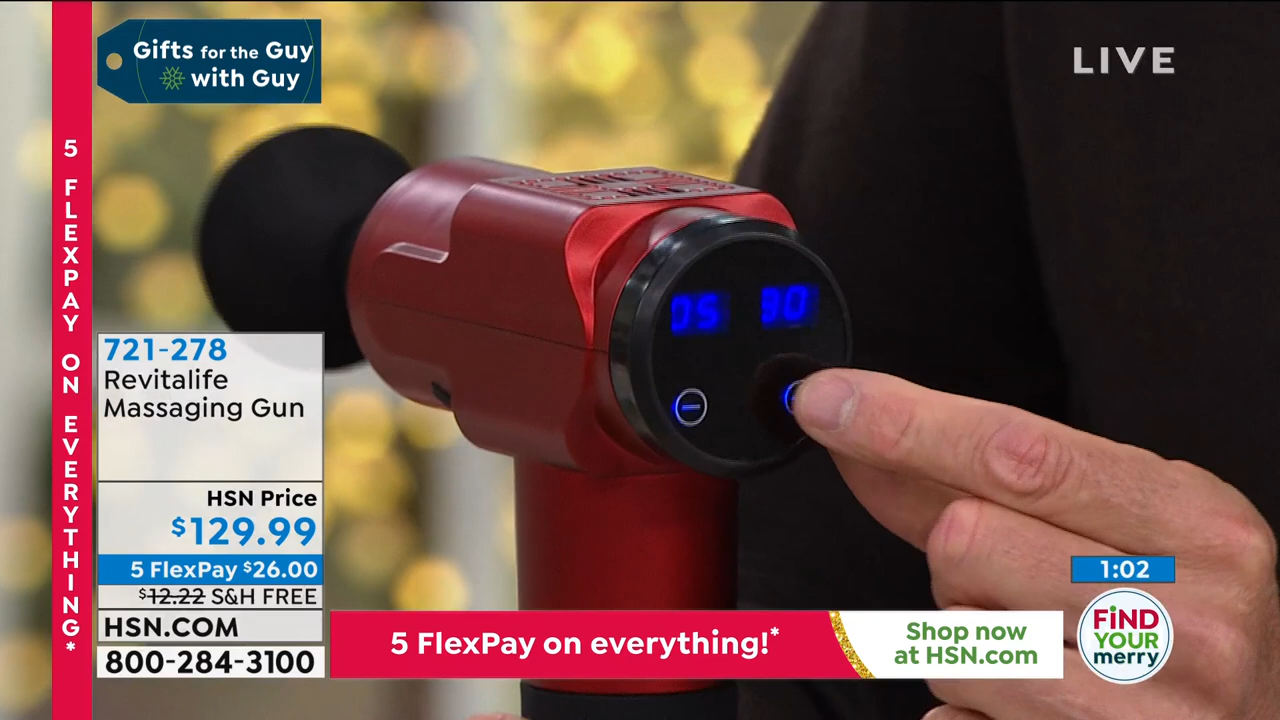 Gifts for the Guy
with Guy
LIVE
5 FLEXPAY ON EVERYTHING*
721-278
Revitalife
Massaging Gun
HSN Price
$129.99
5 FlexPay $26.00
$12.22 S&H FREE
HSN.COM
800-284-3100
05 90
5 FlexPay on everything!*
Shop now
at HSN.com
1:02
FiND
YOUR
merry